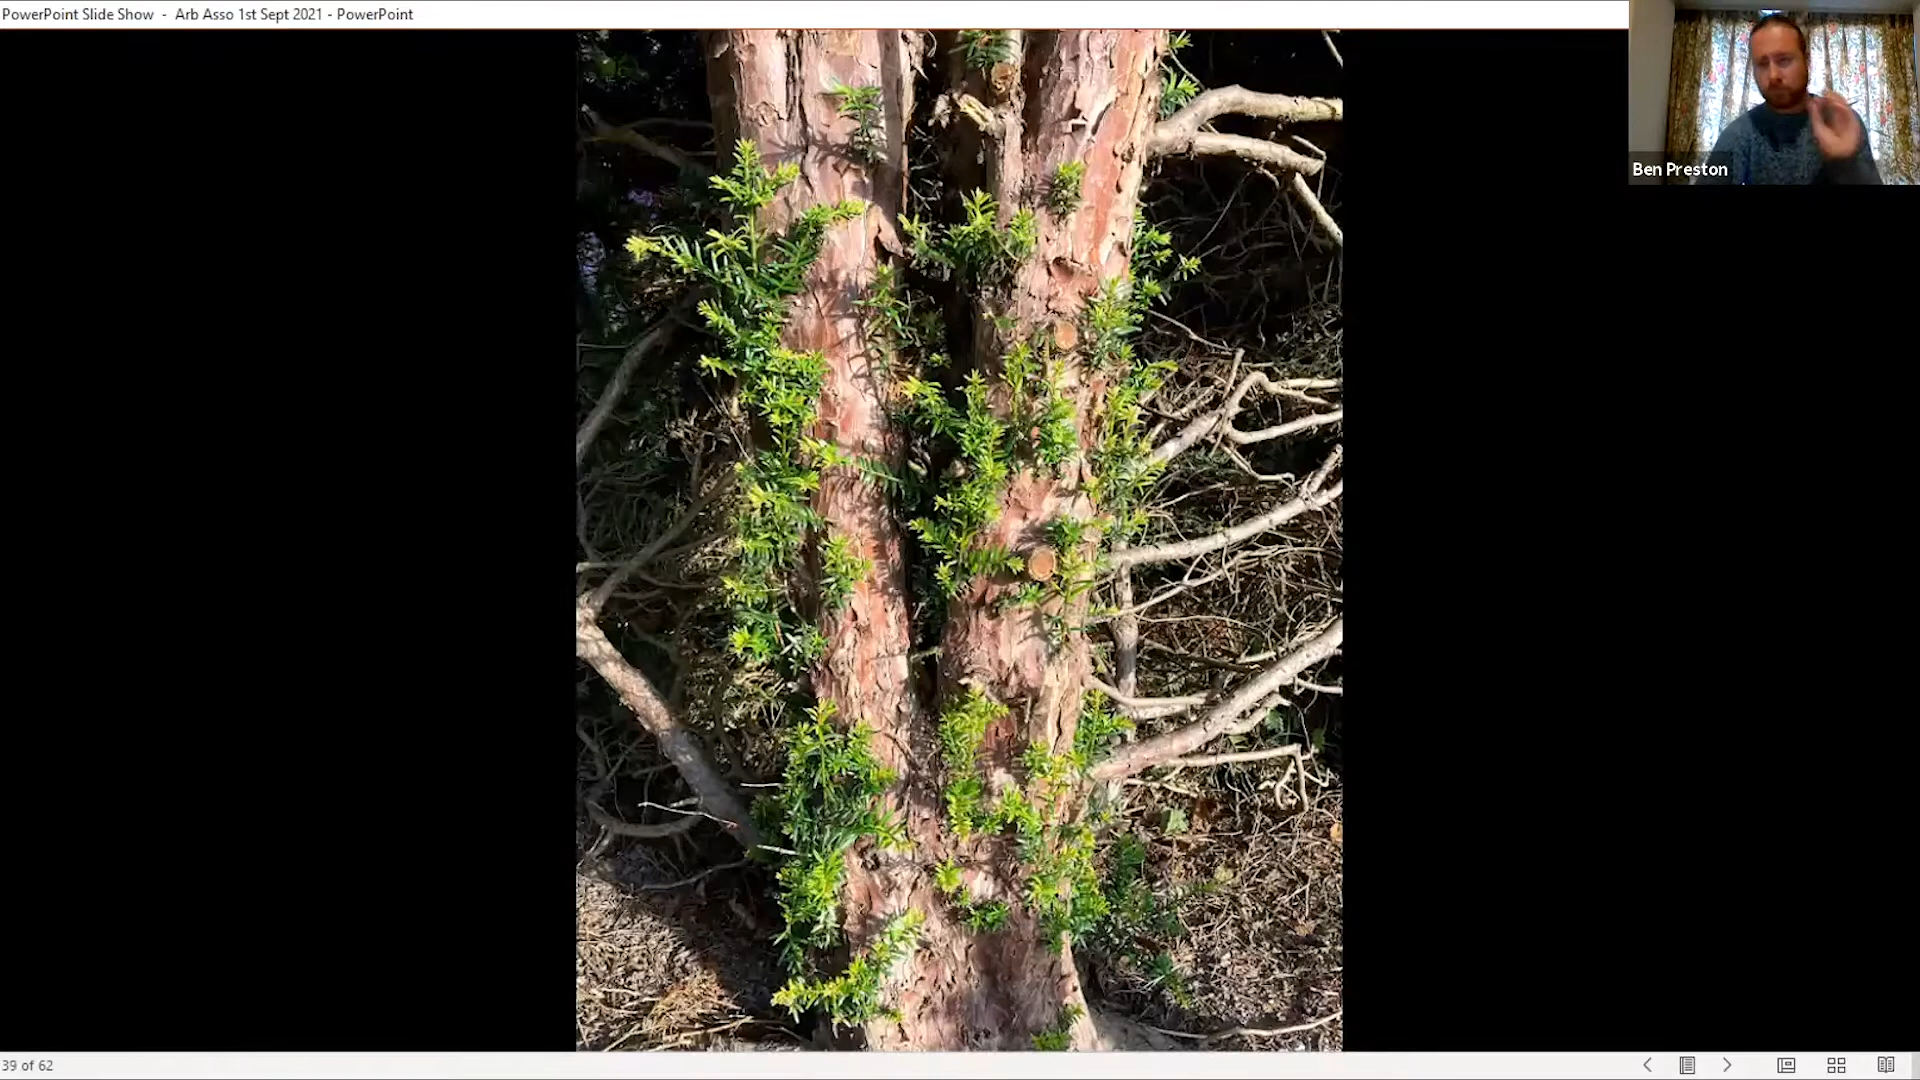 PowerPoint Slide Show - Arb Asso 1st Sept 2021 - PowerPoint
Ben Preston
39 of 62